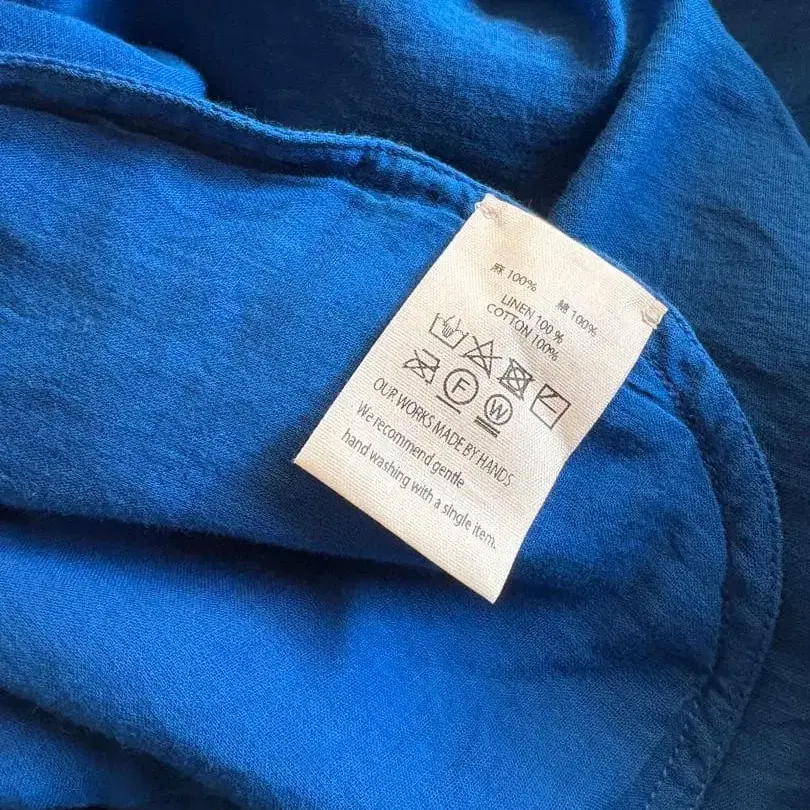 麻 100% 綿 100%
LINEN 100%
COTTON 100%
F W
OUR WORKS MADE BY HANDS
We recommend gentle
hand washing with a single item.